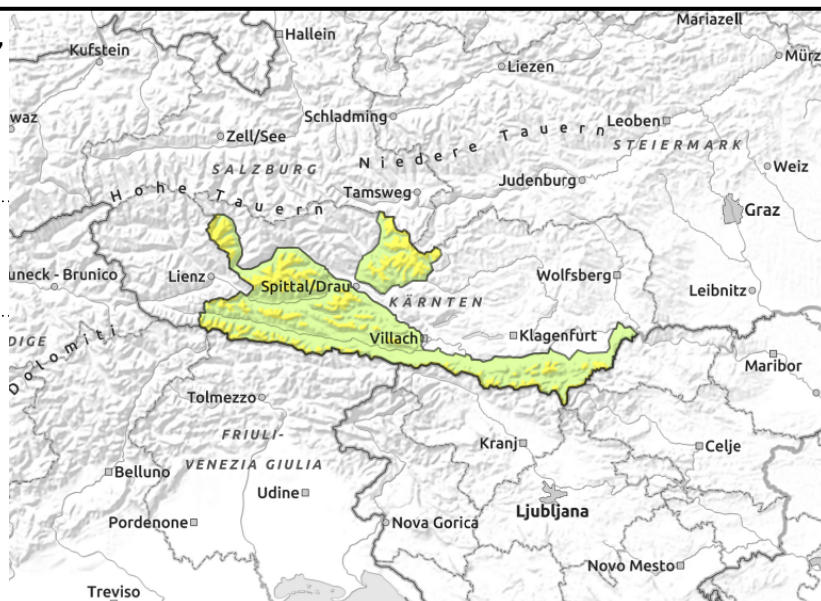 Mariazell
Hallein
Kufstein
Liezen
Mürz
waz
Schladming
Leoben
Zell/See
Niedere Tauern
STEIERMARK
SALZBURG
Weiz
Hohe Tauern
Tamsweg
Judenburg
Graz
uneck - Brunico
Lienz
Wolfsberg
Spittal/Drau
KÄRNTEN
Leibnitz
DIGE
Dolomiti
Villach
Klagenfurt
Maribor
Tolmezzo
FRIULI-
VENEZIA GIULIA
Kranj
Celje
Belluno
Udine
Ljubljana
Pordenone
Nova Gorica
Novo Mesto
Treviso